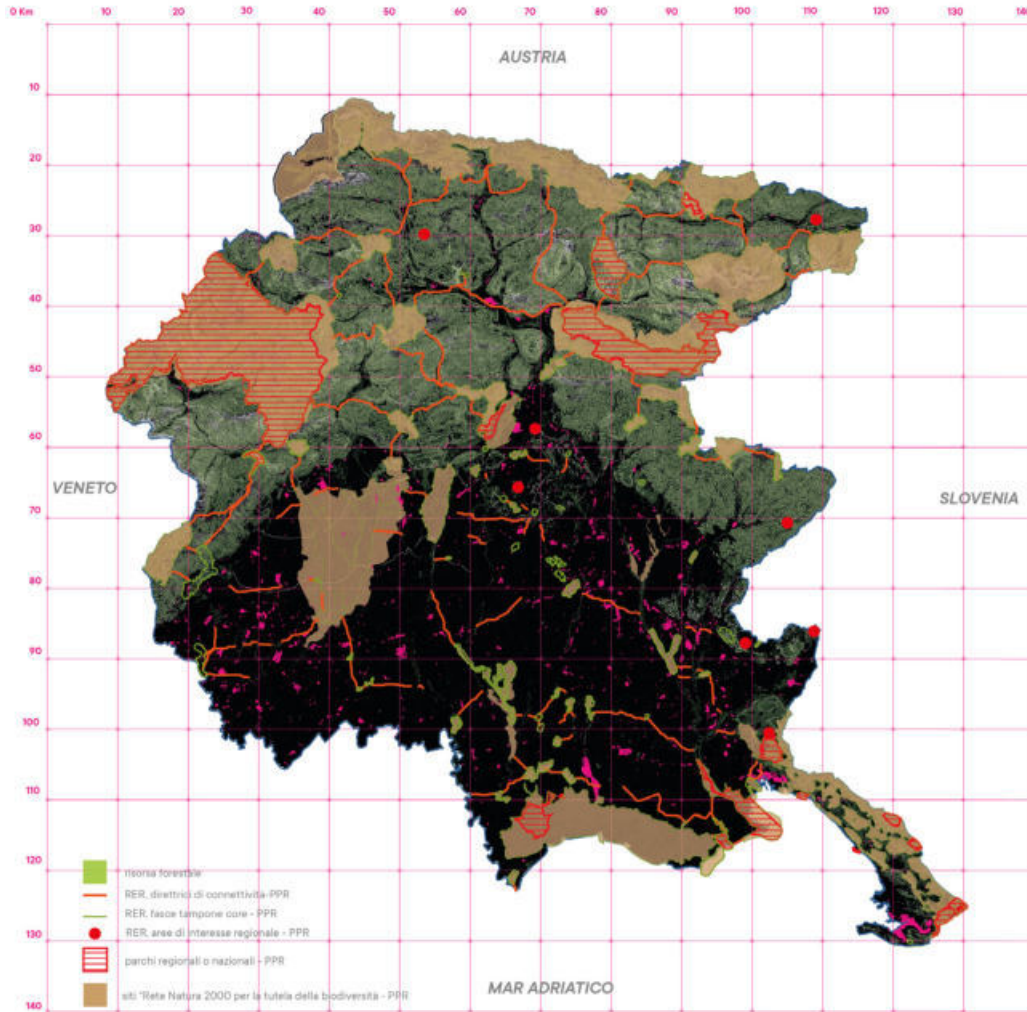 0 Km 10 20 30 40 50 60 70 80 90 100 110 120 130 140
AUSTRIA
10
20
30
40
50
60
VENETO
SLOVENIA
70
80
90
100
110
120
130
140
risorsa forestale
RER, direttrici di connettività-PPR
RER, fasce tampone core - PPR
RER, aree di interesse regionale - PPR
parchi regionali o nazionali - PPR
siti "Rete Natura 2000 per la tutela della biodiversità - PPR
MAR ADRIATICO